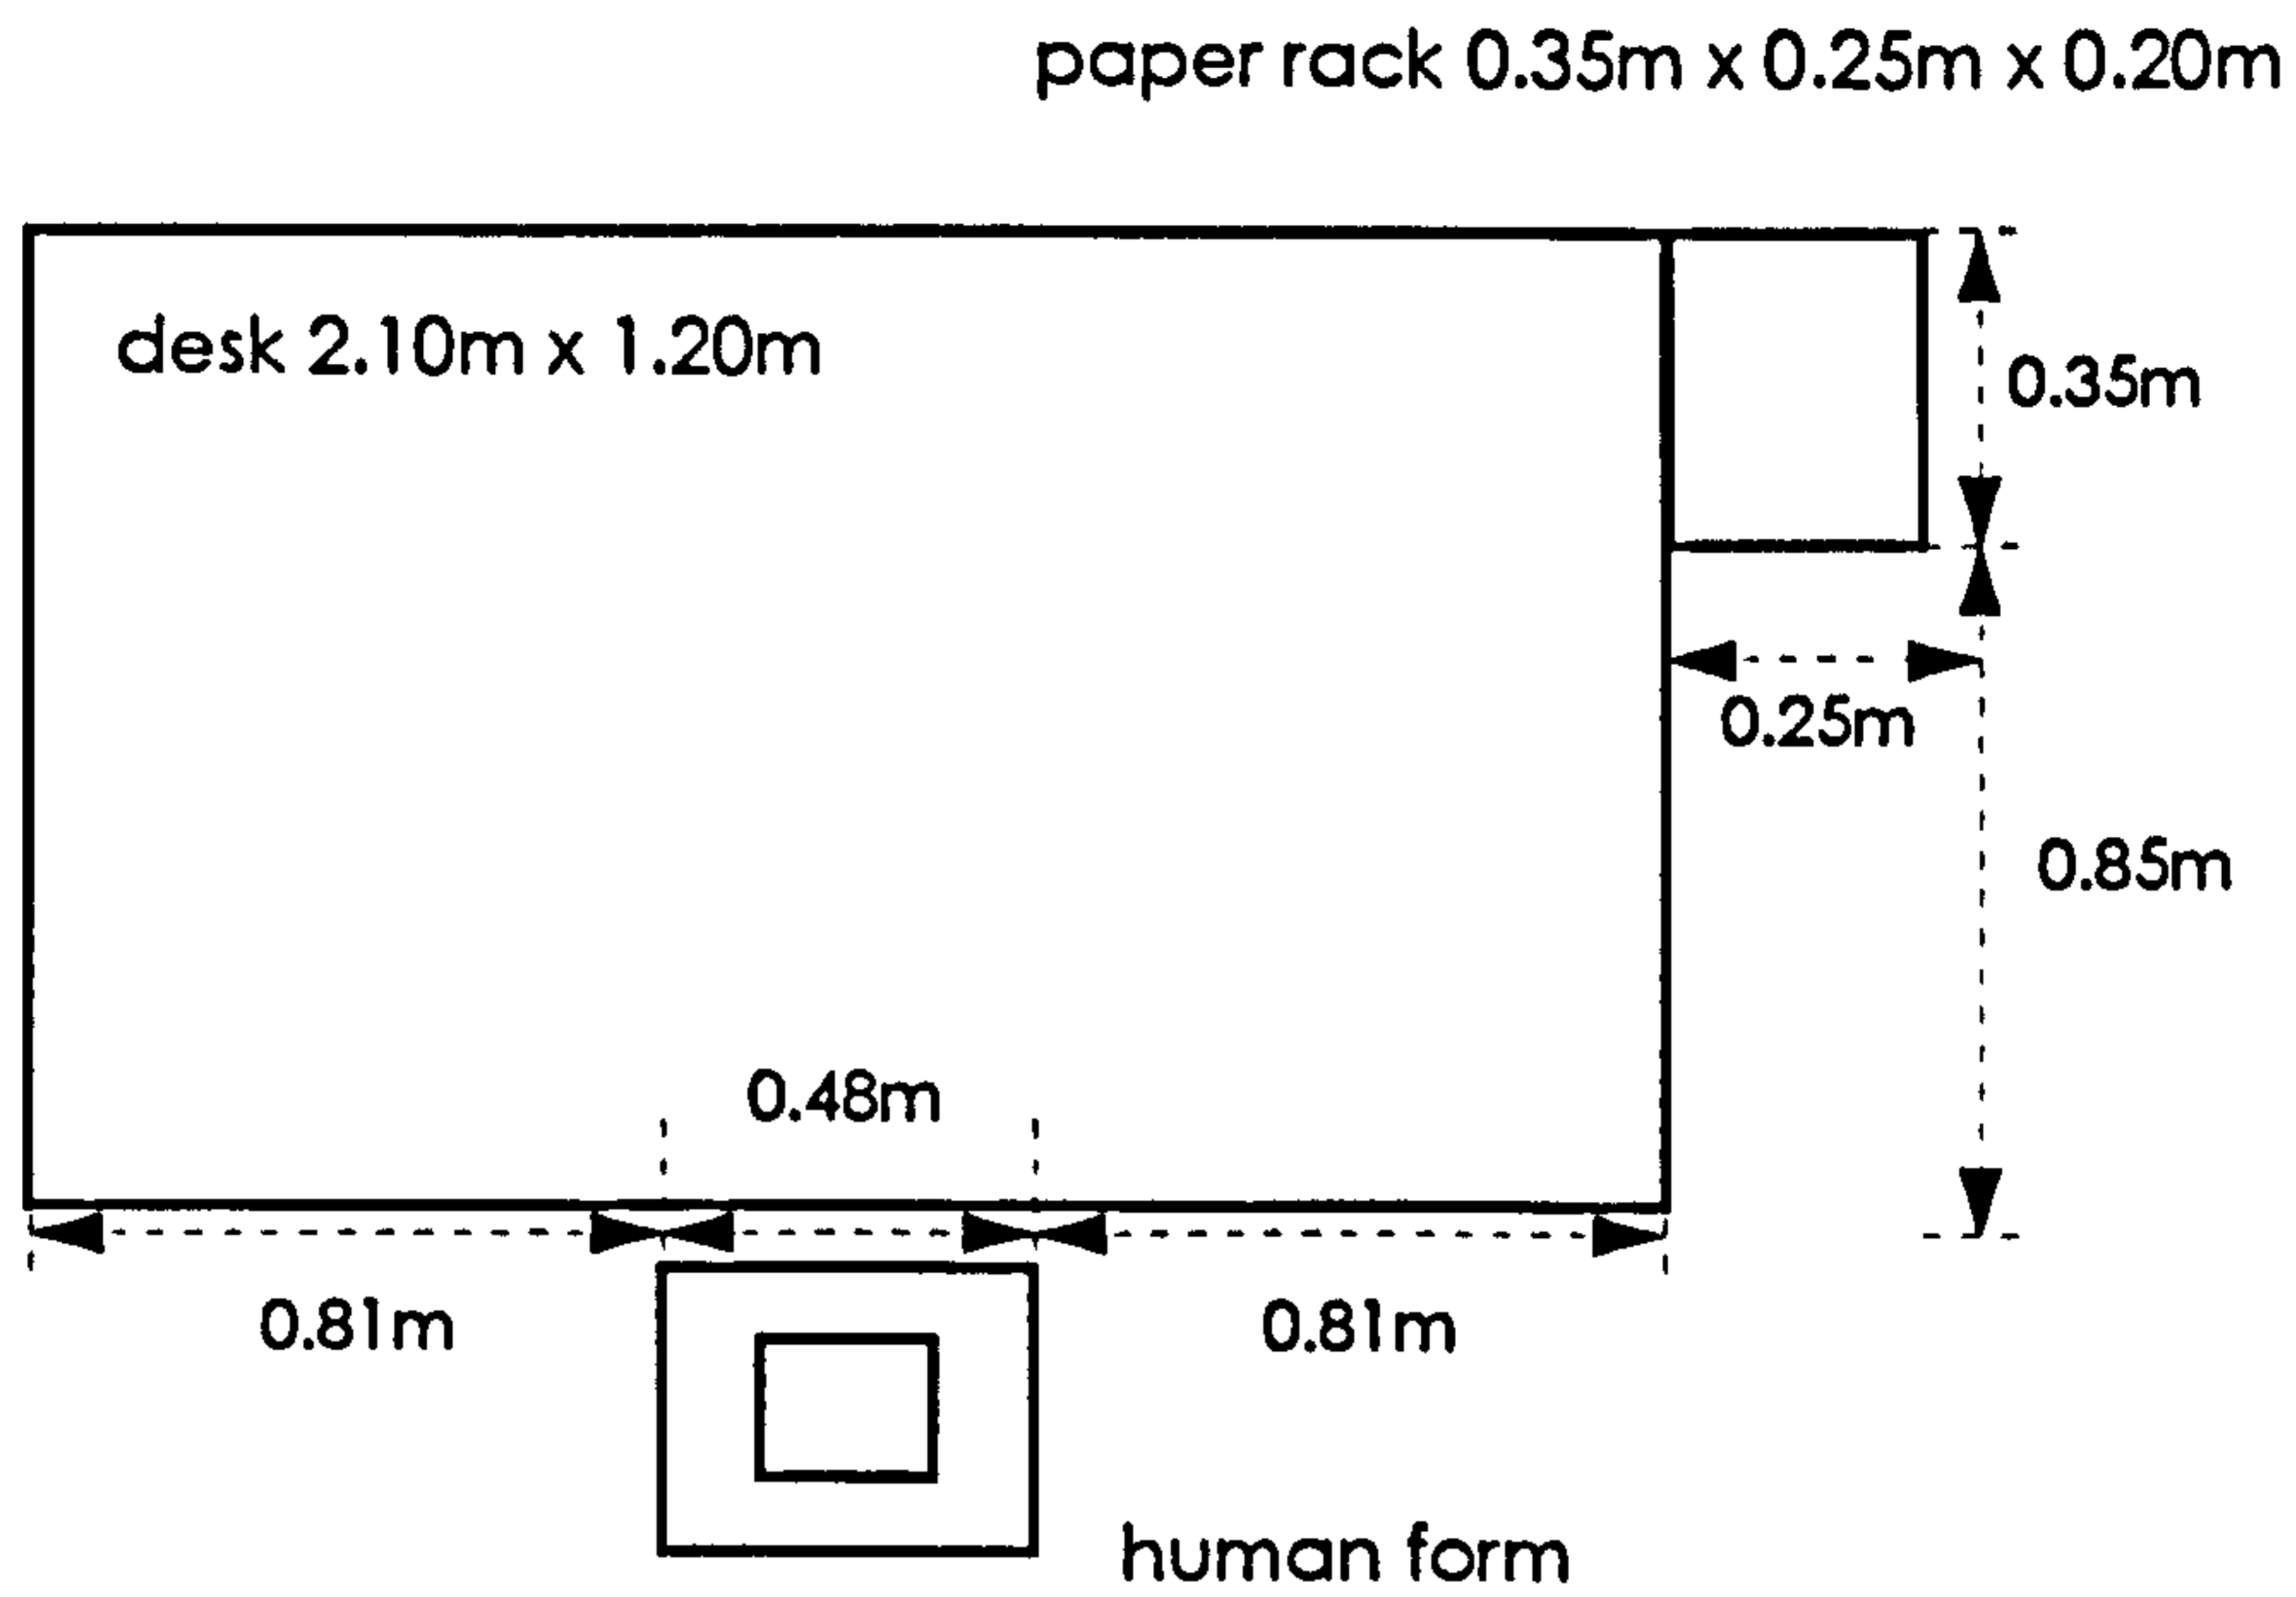 paper rack 0.35m x 0.25m x 0.20m
desk 2.10m x 1.20m
0.35m
0.25m
0.85m
0.48m
0.81m
0.81m
human form